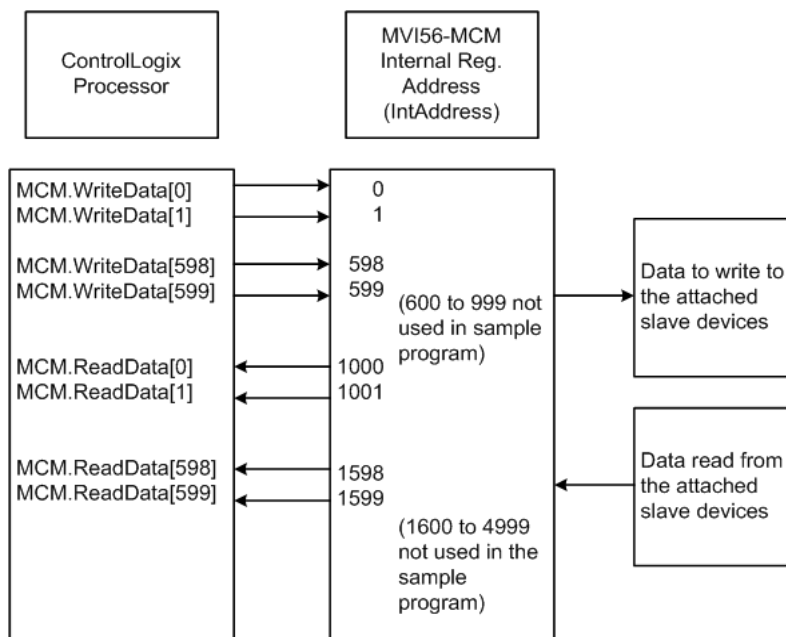 ControlLogix
Processor
MVI56-MCM
Internal Reg.
Address
(IntAddress)
MCM.WriteData[0]
MCM.WriteData[1]
MCM.WriteData[598]
MCM.WriteData[599]
MCM.ReadData[0]
MCM.ReadData[1]
MCM.ReadData[598]
MCM.ReadData[599]
0
1
598
599
(600 to 999 not
used in sample
program)
1000
1001
1598
1599
(1600 to 4999
not used in the
sample
program)
Data to write to
the attached
slave devices
Data read from
the attached
slave devices